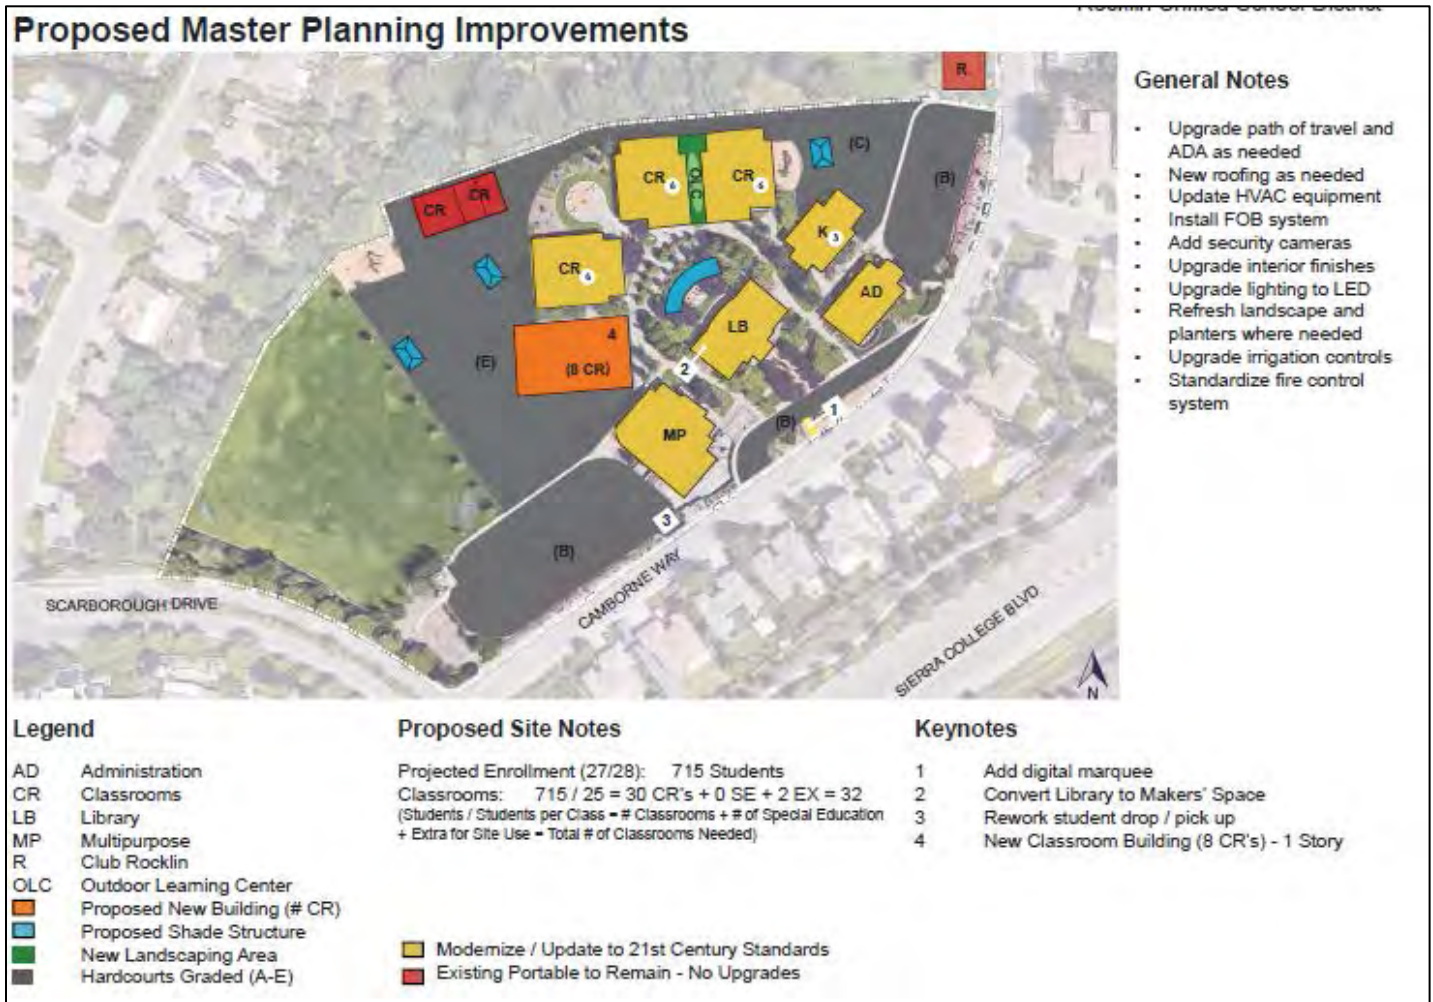 Rocklin Unified School District
Proposed Master Planning Improvements
R
General Notes
- Upgrade path of travel and
ADA as needed
- New roofing as needed
- Update HVAC equipment
- Install FOB system
- Add security cameras
- Upgrade interior finishes
- Upgrade lighting to LED
- Refresh landscape and
planters where needed
- Upgrade irrigation controls
- Standardize fire control
system
(C)
(B)
CR 6
OLC
CR 6
CR
CR
K 3
CR 6
AD
LB
4
(8 CR)
(E)
2
1
(B)
MP
3
(B)
CAMBORNE WAY
SCARBOROUGH DRIVE
SIERRA COLLEGE BLVD
N
Legend
AD Administration
CR Classrooms
LB Library
MP Multipurpose
R Club Rocklin
OLC Outdoor Learning Center
Proposed New Building (# CR)
Proposed Shade Structure
New Landscaping Area
Hardcourts Graded (A-E)
Proposed Site Notes
Projected Enrollment (27/28): 715 Students
Classrooms: 715 / 25 = 30 CR's + 0 SE + 2 EX = 32
(Students / Students per Class = # Classrooms + # of Special Education
+ Extra for Site Use = Total # of Classrooms Needed)
Modernize / Update to 21st Century Standards
Existing Portable to Remain - No Upgrades
Keynotes
1 Add digital marquee
2 Convert Library to Makers' Space
3 Rework student drop / pick up
4 New Classroom Building (8 CR's) - 1 Story